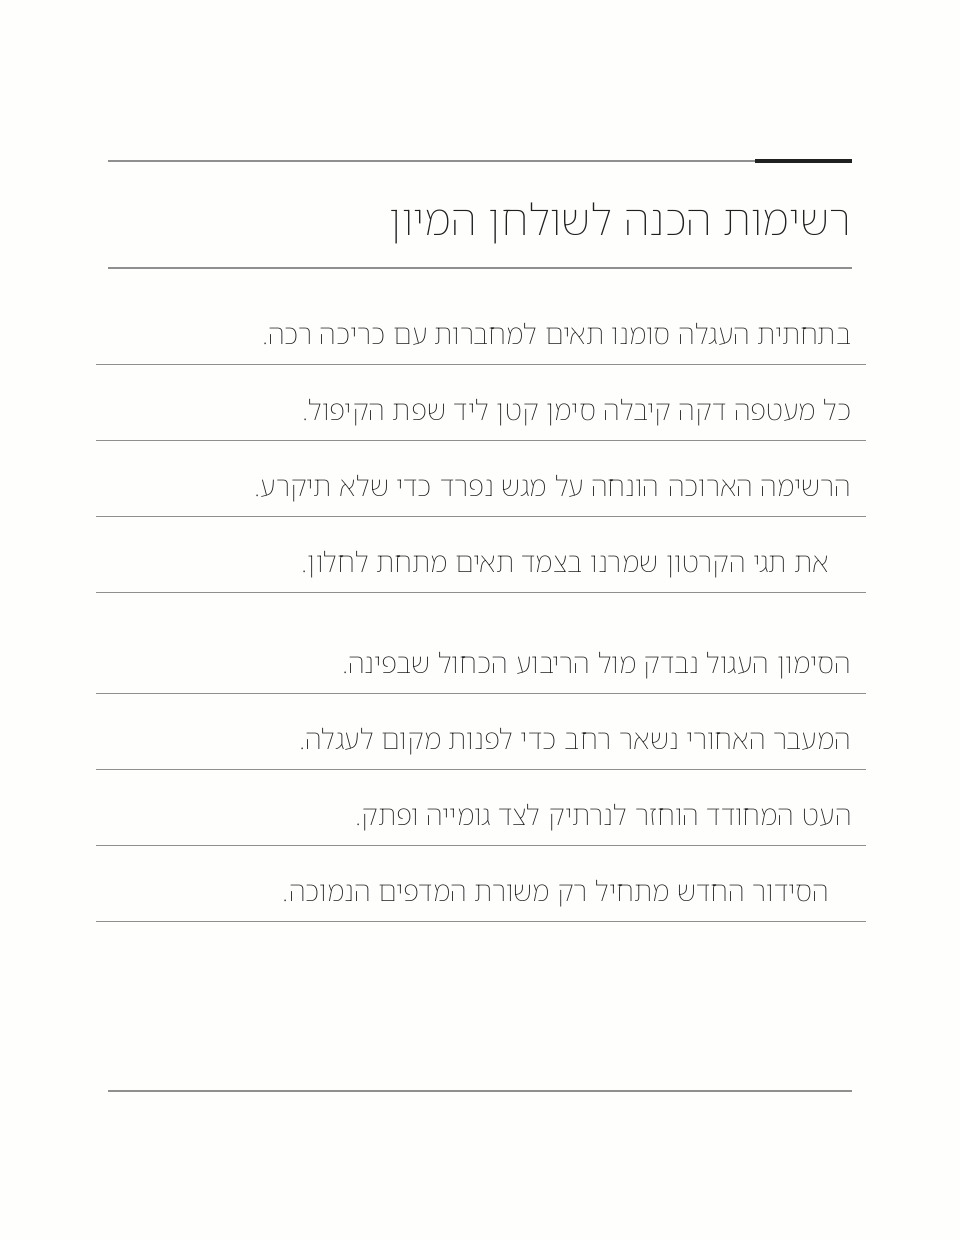 רשימות הכנה לשולחן המיון
בתחתית העגלה סומנו תאים למחברות עם כריכה רכה.
כל מעטפה דקה קיבלה סימן קטן ליד שפת הקיפול.
הרשימה הארוכה הונחה על מגש נפרד כדי שלא תיקרע.
את תגי הקרטון שמרנו בצמד תאים מתחת לחלון.
הסימון העגול נבדק מול הריבוע הכחול שבפינה.
המעבר האחורי נשאר רחב כדי לפנות מקום לעגלה.
העט המחודד הוחזר לנרתיק לצד גומייה ופתק.
הסידור החדש מתחיל רק משורת המדפים הנמוכה.